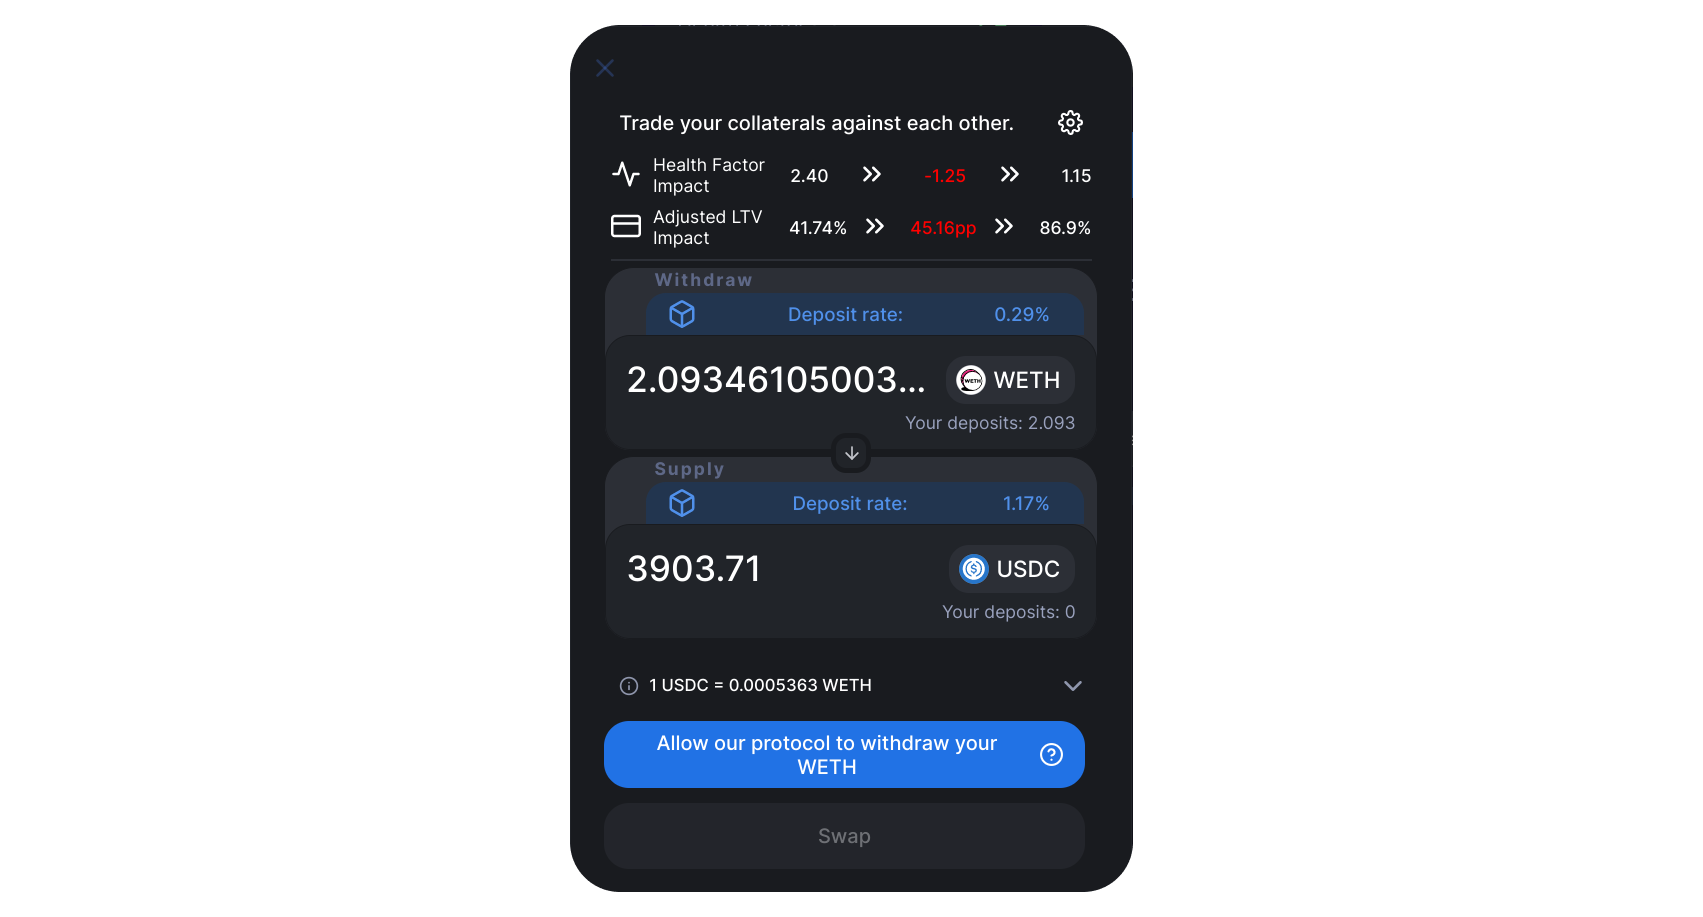 Trade your collaterals against each other.
Health Factor
Impact
2.40
-1.25
1.15
Adjusted LTV
Impact
41.74%
45.16pp
86.9%
Withdraw
Deposit rate:
0.29%
2.09346105003...
WETH
WETH
Your deposits: 2.093
Supply
Deposit rate:
1.17%
3903.71
USDC
Your deposits: 0
1 USDC = 0.0005363 WETH
Allow our protocol to withdraw your
WETH
Swap